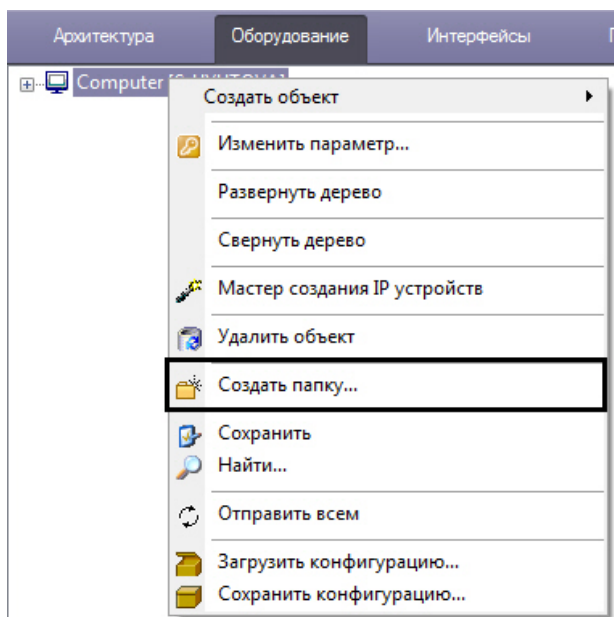 Архитектура Оборудование Интерфейсы
Computer
Создать объект
Изменить параметр...
Развернуть дерево
Свернуть дерево
Мастер создания IP устройств
Удалить объект
Создать папку...
Сохранить
Найти...
Отправить всем
Загрузить конфигурацию...
Сохранить конфигурацию...